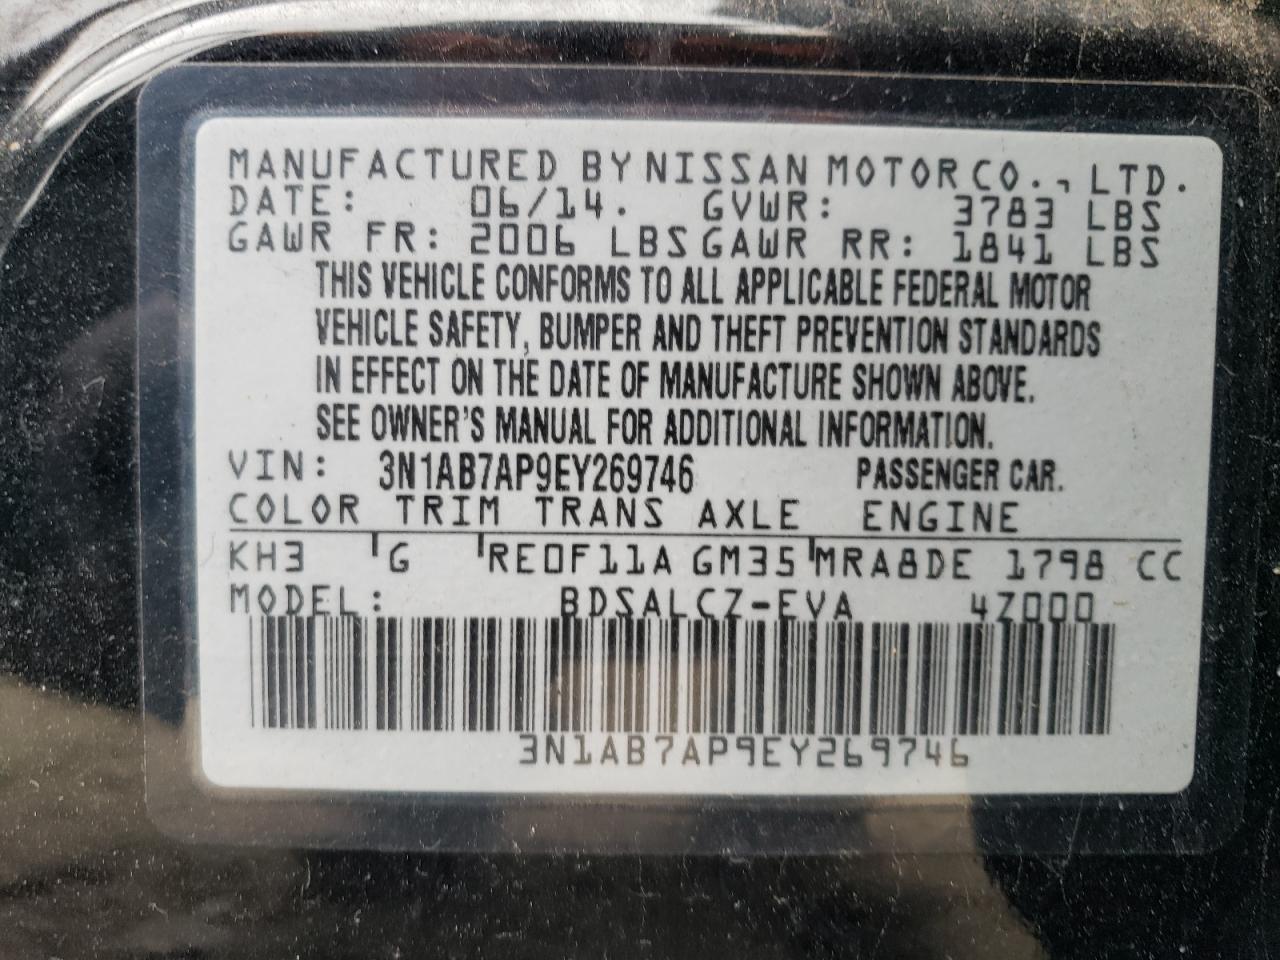 MANUFACTURED BY NISSAN MOTOR CO., LTD.
DATE: 06/14. GVWR: 3783 LBS
GAWR FR: 2006 LBS GAWR RR: 1841 LBS
THIS VEHICLE CONFORMS TO ALL APPLICABLE FEDERAL MOTOR
VEHICLE SAFETY, BUMPER AND THEFT PREVENTION STANDARDS
IN EFFECT ON THE DATE OF MANUFACTURE SHOWN ABOVE.
SEE OWNER'S MANUAL FOR ADDITIONAL INFORMATION.
VIN: 3N1AB7AP9EY269746 PASSENGER CAR.
COLOR TRIM TRANS AXLE ENGINE
KH3 G RE0F11A GM35 MRA8DE 1798 CC
MODEL: BDSALCZ-EVA 4Z000
3N1AB7AP9EY269746